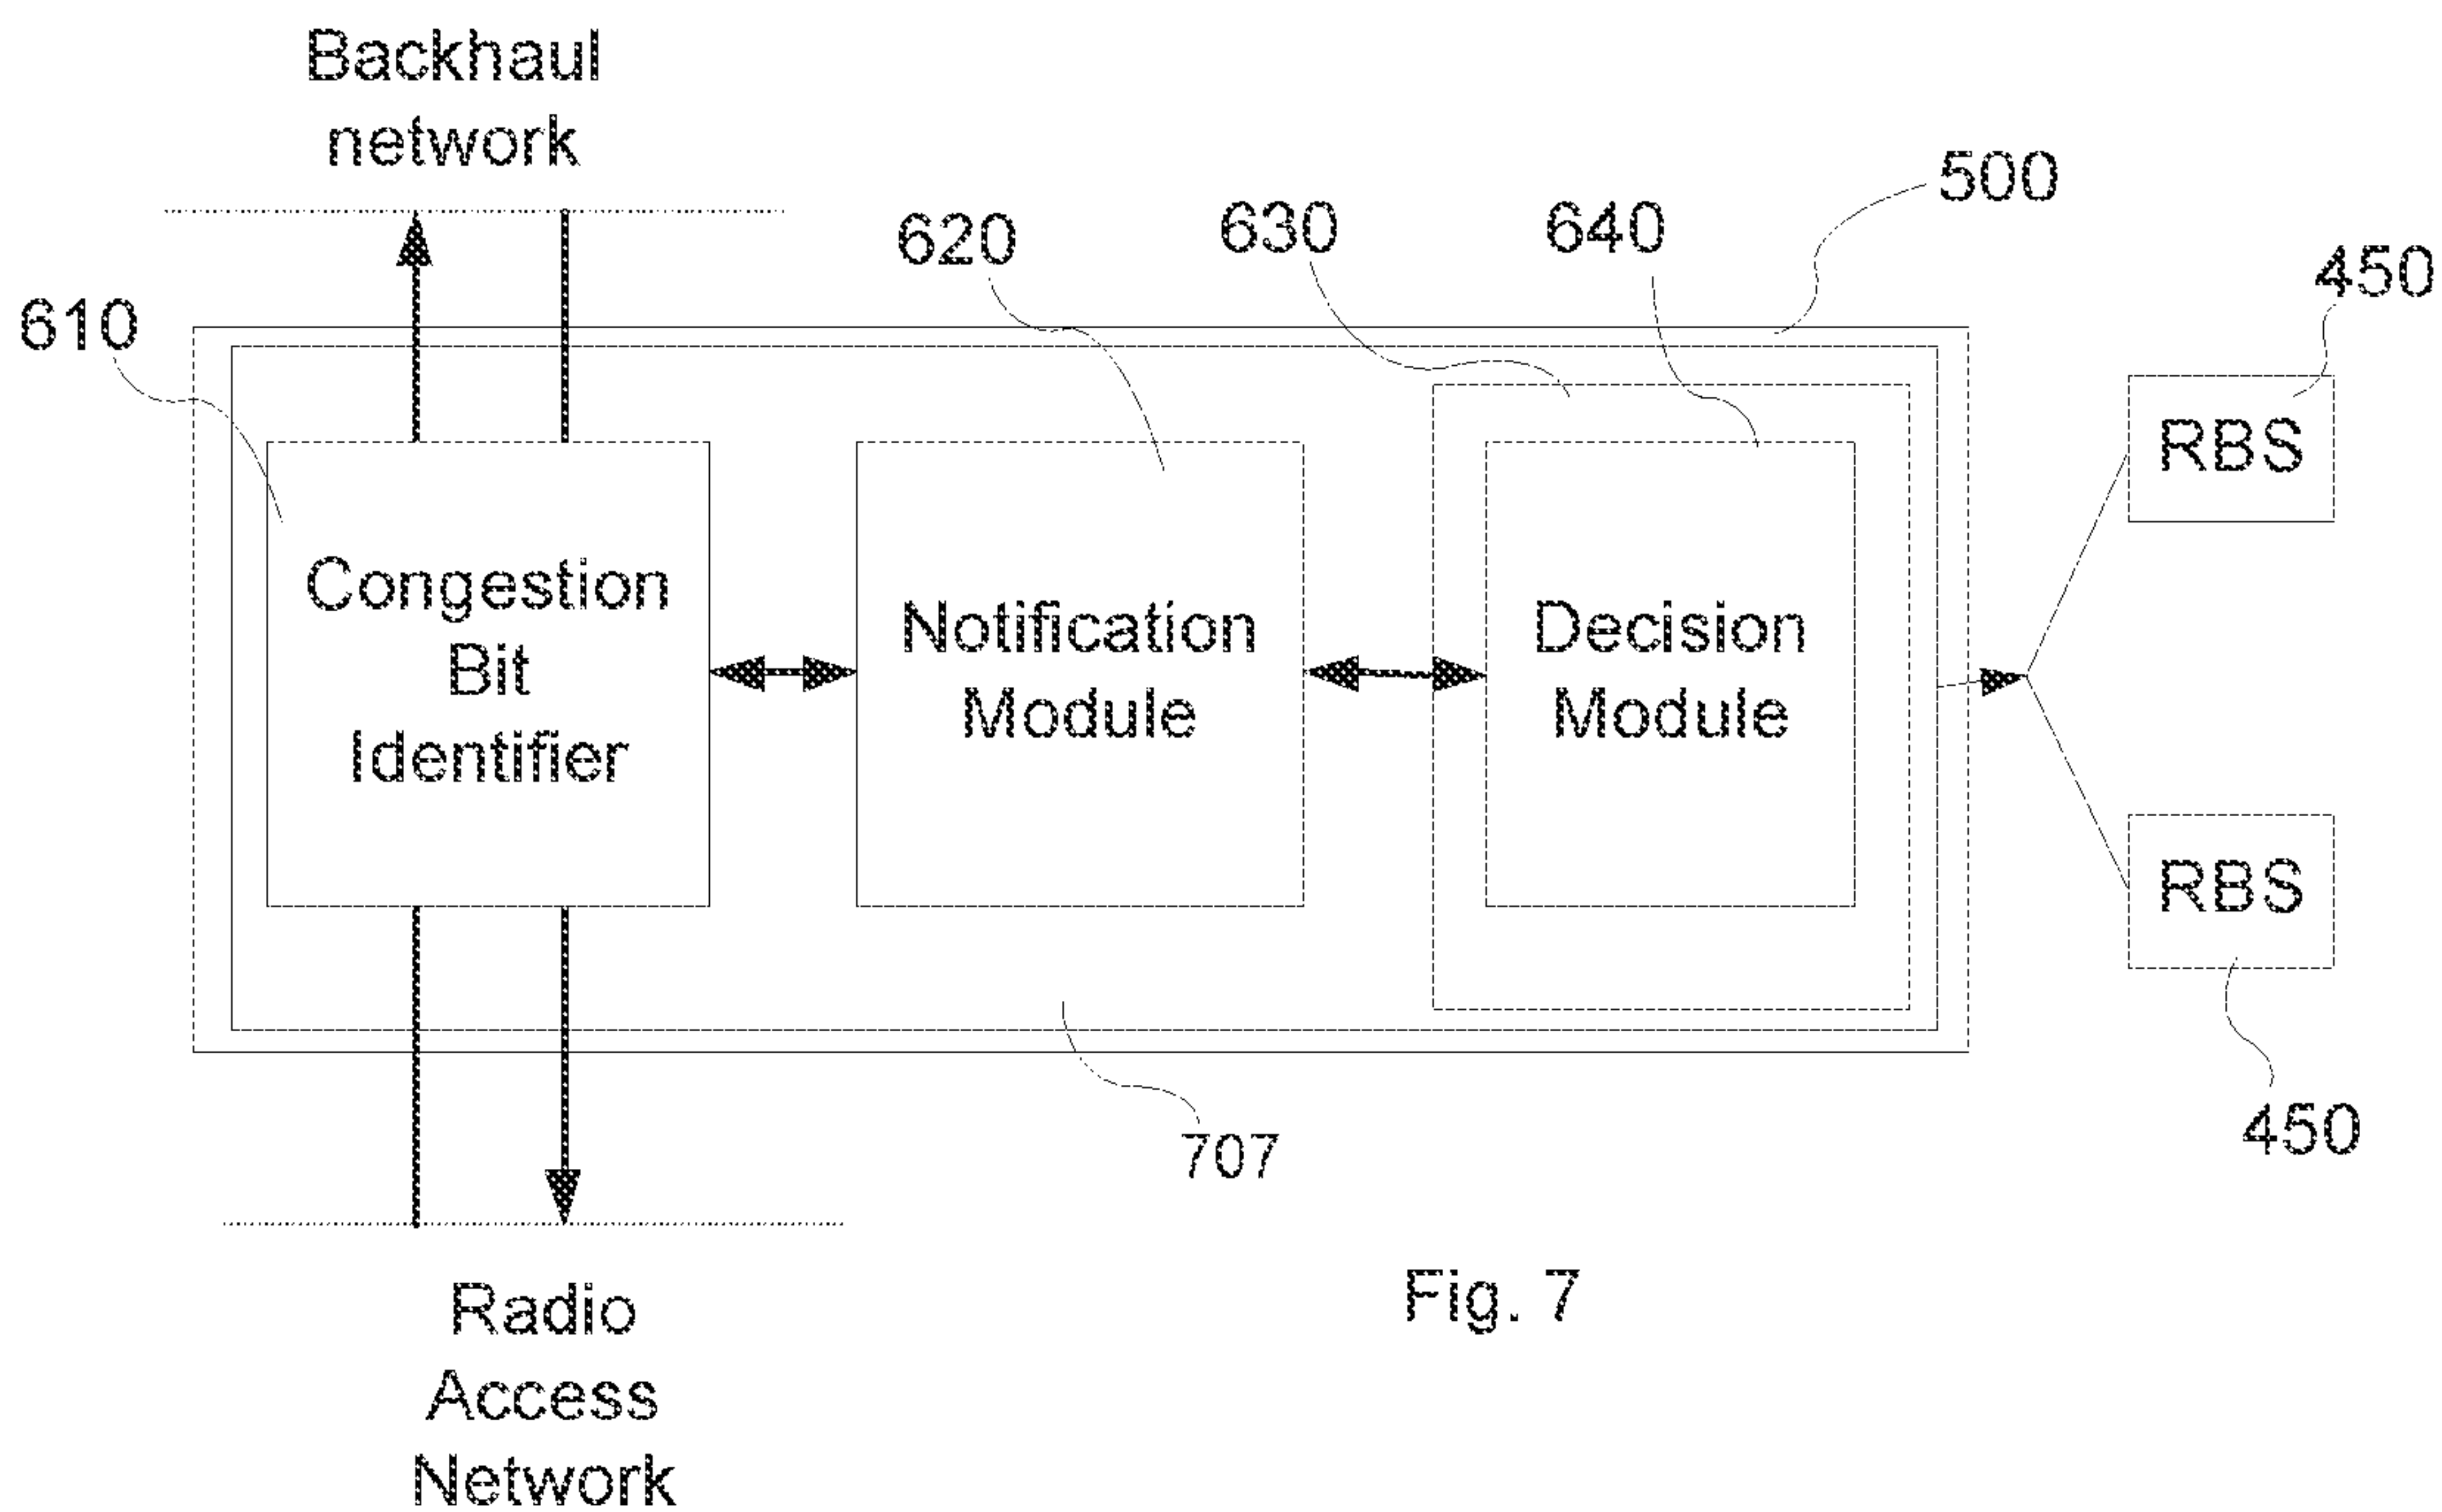 Backhaul
network
500
620
630
640
450
610
RBS
Congestion
Bit
Identifier
Notification
Module
Decision
Module
RBS
450
707
Fig. 7
Radio
Access
Network